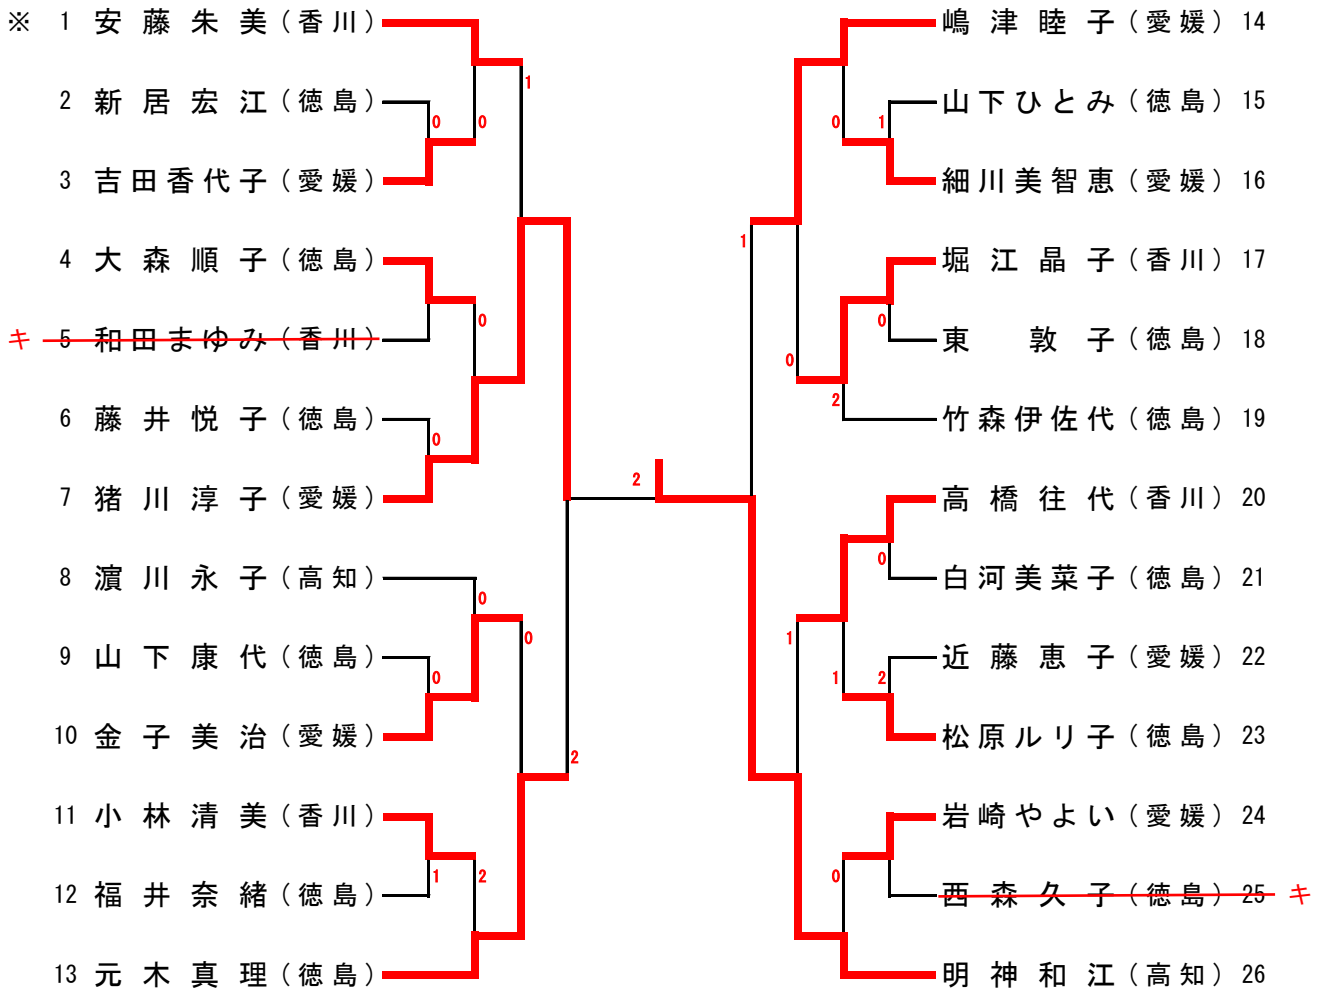 ※ 1 安藤朱美（香川）
2 新居宏江（徳島）
3 吉田香代子（愛媛）
4 大森順子（徳島）
キ 5 和田まゆみ（香川）
6 藤井悦子（徳島）
7 猪川淳子（愛媛）
8 濵川永子（高知）
9 山下康代（徳島）
10 金子美治（愛媛）
11 小林清美（香川）
12 福井奈緒（徳島）
13 元木真理（徳島）
1
0 0
0
0
0
0
0
2
1 2
2
嶋津睦子（愛媛） 14
山下ひとみ（徳島） 15
細川美智恵（愛媛） 16
堀江晶子（香川） 17
東敦子（徳島） 18
竹森伊佐代（徳島） 19
高橋往代（香川） 20
白河美菜子（徳島） 21
近藤恵子（愛媛） 22
松原ルリ子（徳島） 23
岩崎やよい（愛媛） 24
西森久子（徳島） 25 キ
明神和江（高知） 26
0 1
1
0
0
2
0
1
1 2
0